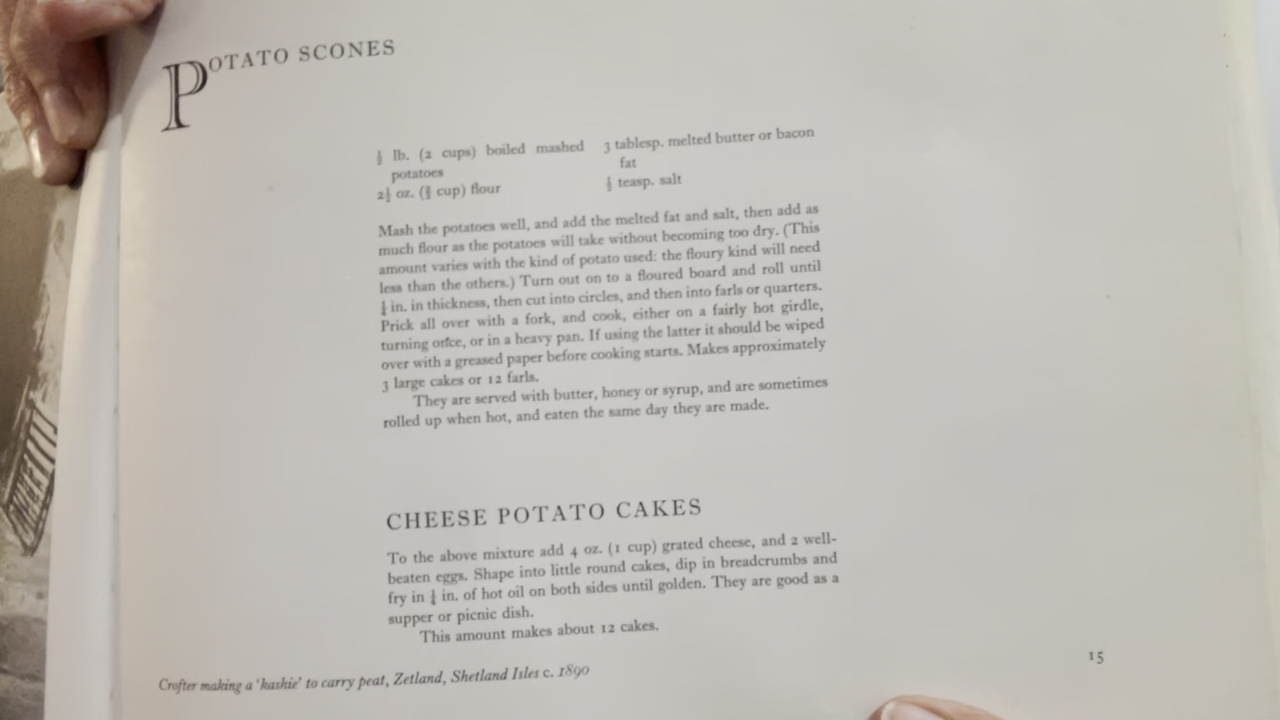 POTATO SCONES
lb. (2 cups) boiled mashed
potatoes
2½ oz. (cup) flour
3 tablesp. melted butter or bacon
fat
½ teasp. salt
Mash the potatoes well, and add the melted fat and salt, then add as
much flour as the potatoes will take without becoming too dry. (This
amount varies with the kind of potato used: the floury kind will need
less than the others.) Turn out on to a floured board and roll until
in. in thickness, then cut into circles, and then into farls or quarters.
Prick all over with a fork, and cook, either on a fairly hot girdle,
turning once, or in a heavy pan. If using the latter it should be wiped
over with a greased paper before cooking starts. Makes approximately
3 large cakes or 12 farls.
They are served with butter, honey or syrup, and are sometimes
rolled up when hot, and eaten the same day they are made.
CHEESE POTATO CAKES
To the above mixture add 4 oz. (1 cup) grated cheese, and 2 well-
beaten eggs. Shape into little round cakes, dip in breadcrumbs and
fry in in. of hot oil on both sides until golden. They are good as a
supper or picnic dish.
This amount makes about 12 cakes.
Crofter making a 'kashie' to carry peat, Zetland, Shetland Isles c. 1890
15